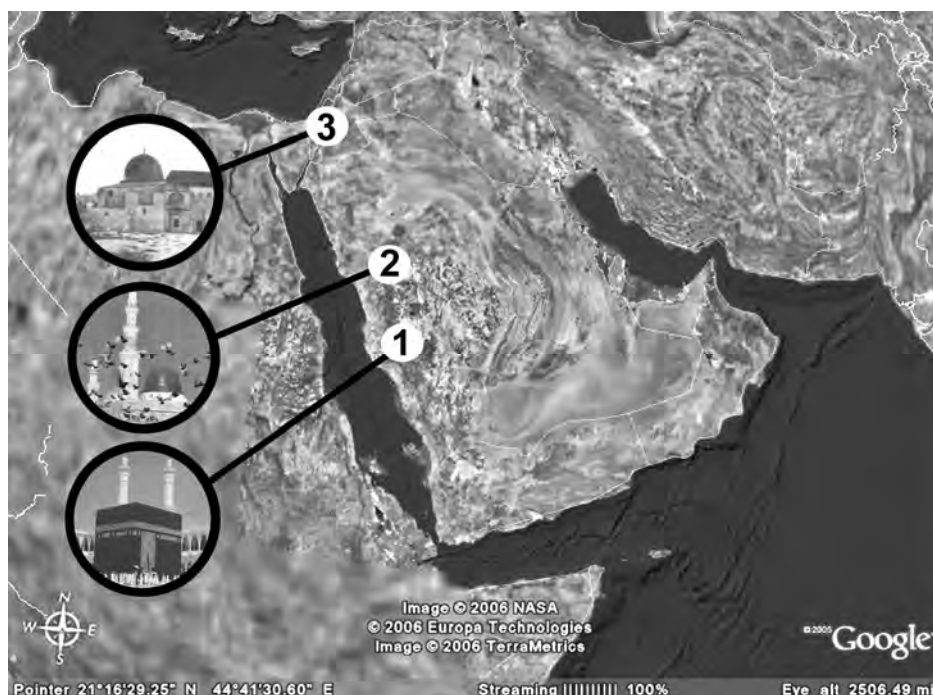 3
2
1
N
W E
S
Image © 2006 NASA
© 2006 Europa Technologies
Image © 2006 TerraMetrics
©2005 Google
Pointer 21°16'29.25" N 44°41'30.60" E Streaming |||||||||| 100% Eye alt 2506.49 mi